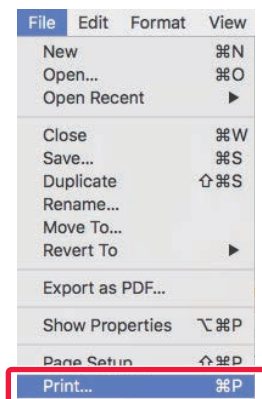 File Edit Format View
New ⌘N
Open... ⌘O
Open Recent ▶
Close ⌘W
Save... ⌘S
Duplicate ⇧⌘S
Rename...
Move To...
Revert To ▶
Export as PDF...
Show Properties ⌥⌘P
Page Setup ⇧⌘P
Print... ⌘P